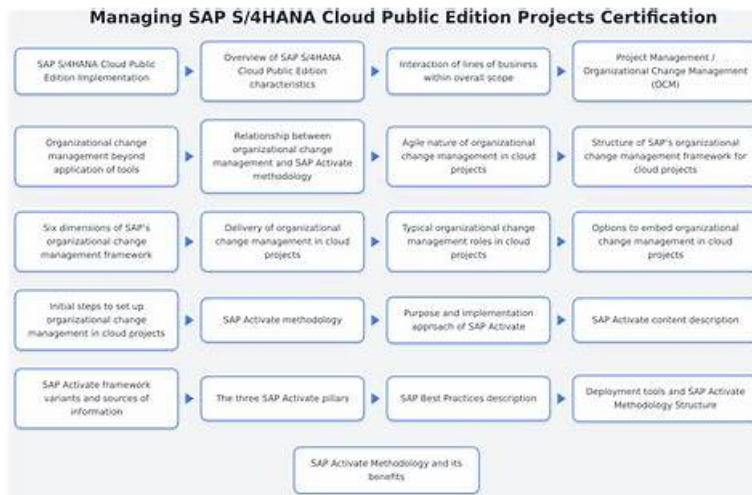 Managing SAP S/4HANA Cloud Public Edition Projects Certification
SAP S/4HANA Cloud Public
Edition Implementation
Overview of SAP S/4HANA
Cloud Public Edition
characteristics
Interaction of lines of business
within overall scope
Project Management /
Organizational Change Management
(OCM)
Organizational change
management beyond
application of tools
Relationship between
organizational change
management and SAP Activate
methodology
Agile nature of organizational
change management in cloud
projects
Structure of SAP's organizational
change management framework for
cloud projects
Six dimensions of SAP's
organizational change
management framework
Delivery of organizational
change management in cloud
projects
Typical organizational change
management roles in cloud
projects
Options to embed organizational
change management in cloud
projects
Initial steps to set up
organizational change
management in cloud projects
SAP Activate methodology
Purpose and implementation
approach of SAP Activate
SAP Activate content description
SAP Activate framework
variants and sources of
information
The three SAP Activate pillars
SAP Best Practices description
Deployment tools and SAP Activate
Methodology Structure
SAP Activate Methodology and its
benefits